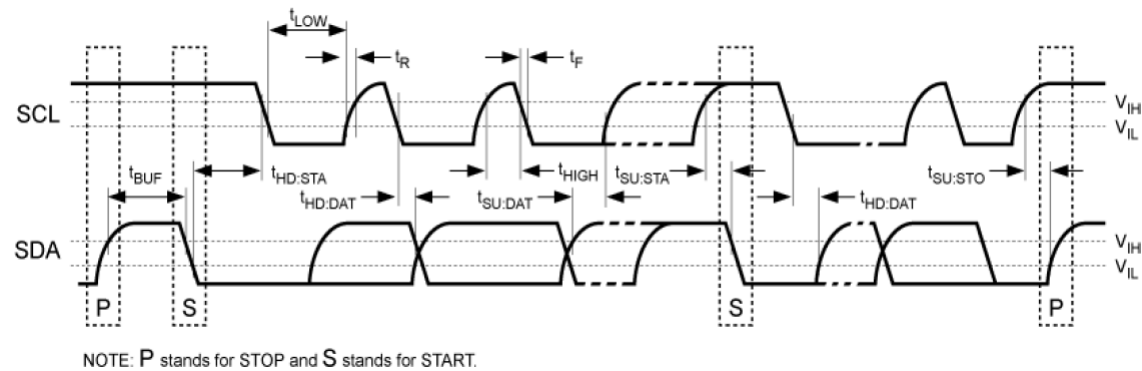 tLOW
tR
tF
SCL
VIH
VIL
tBUF
tHD:STA
tHD:DAT
tSU:DAT
tHIGH
tSU:STA
tHD:DAT
tSU:STO
SDA
VIH
VIL
P
S
S
P
NOTE: P stands for STOP and S stands for START.